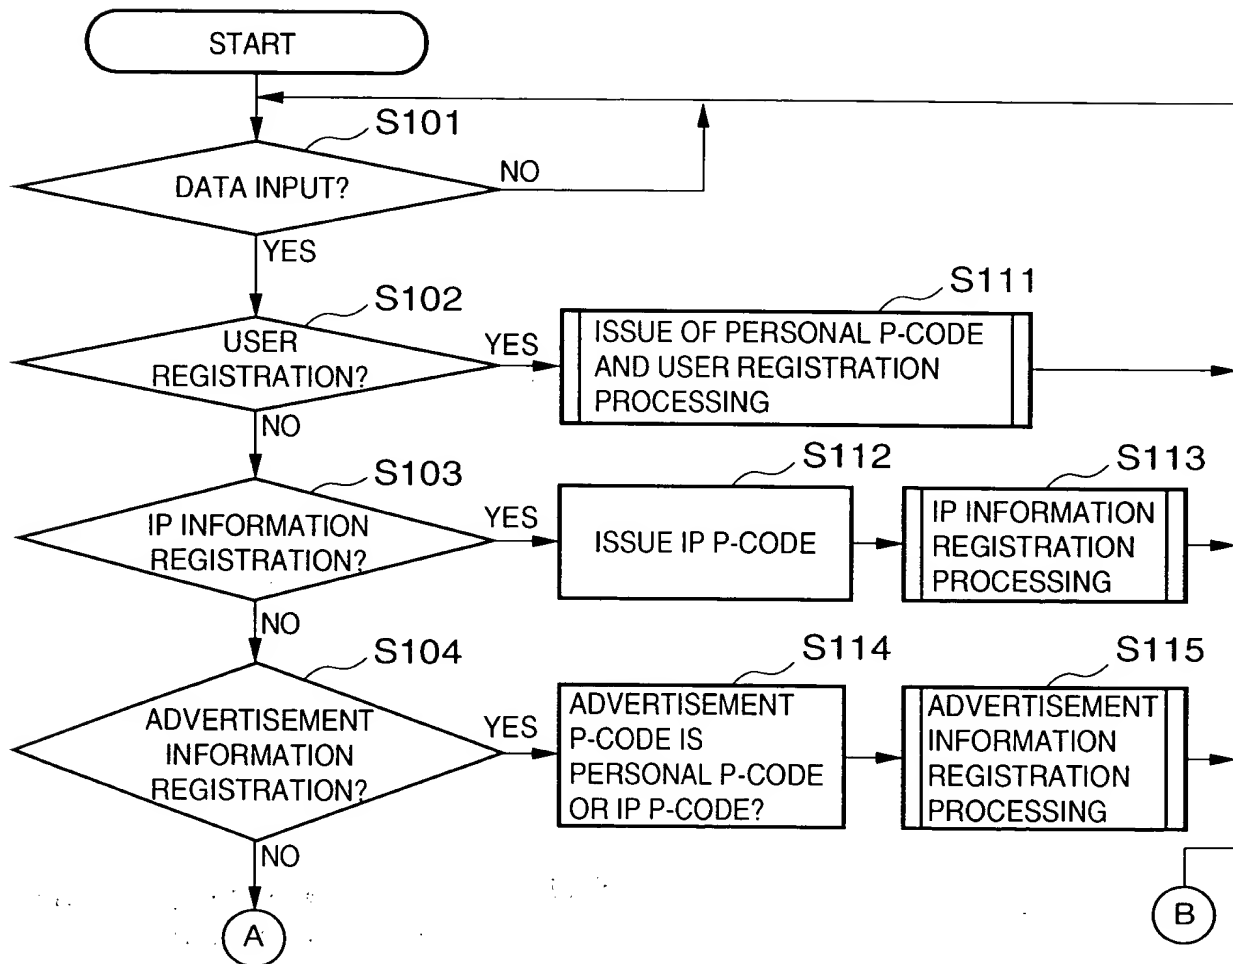 START
S101
DATA INPUT?
NO
YES
S102
USER
REGISTRATION?
YES
S111
ISSUE OF PERSONAL P-CODE
AND USER REGISTRATION
PROCESSING
NO
S103
IP INFORMATION
REGISTRATION?
YES
S112
ISSUE IP P-CODE
S113
IP INFORMATION
REGISTRATION
PROCESSING
NO
S104
ADVERTISEMENT
INFORMATION
REGISTRATION?
YES
S114
ADVERTISEMENT
P-CODE IS
PERSONAL P-CODE
OR IP P-CODE?
S115
ADVERTISEMENT
INFORMATION
REGISTRATION
PROCESSING
NO
A
B